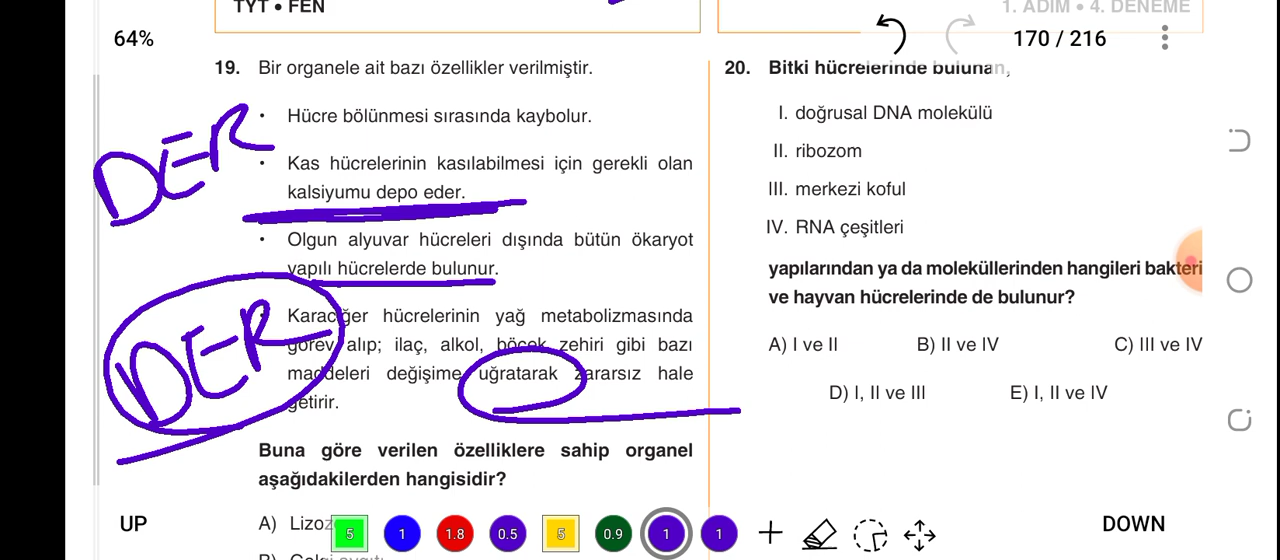 TYT • FEN
1. ADIM • 4. DENEME
64%
170 / 216
19. Bir organele ait bazı özellikler verilmiştir.
• Hücre bölünmesi sırasında kaybolur.
• Kas hücrelerinin kasılabilmesi için gerekli olan
kalsiyumu depo eder.
• Olgun alyuvar hücreleri dışında bütün ökaryot
yapılı hücrelerde bulunur.
• Karaciğer hücrelerinin yağ metabolizmasında
görev alıp; ilaç, alkol, böcek zehiri gibi bazı
maddeleri değişime uğratarak zararsız hale
getirir.
DER
DER
Buna göre verilen özelliklere sahip organel
aşağıdakilerden hangisidir?
A)
B)
20. Bitki hücrelerinde bulunan,
I. doğrusal DNA molekülü
II. ribozom
III. merkezi koful
IV. RNA çeşitleri
yapılarından ya da moleküllerinden hangileri bakteri
ve hayvan hücrelerinde de bulunur?
A) I ve II B) II ve IV C) III ve IV
D) I, II ve III E) I, II ve IV
UP
5 1 1.8 0.5 5 0.9 1 1
DOWN